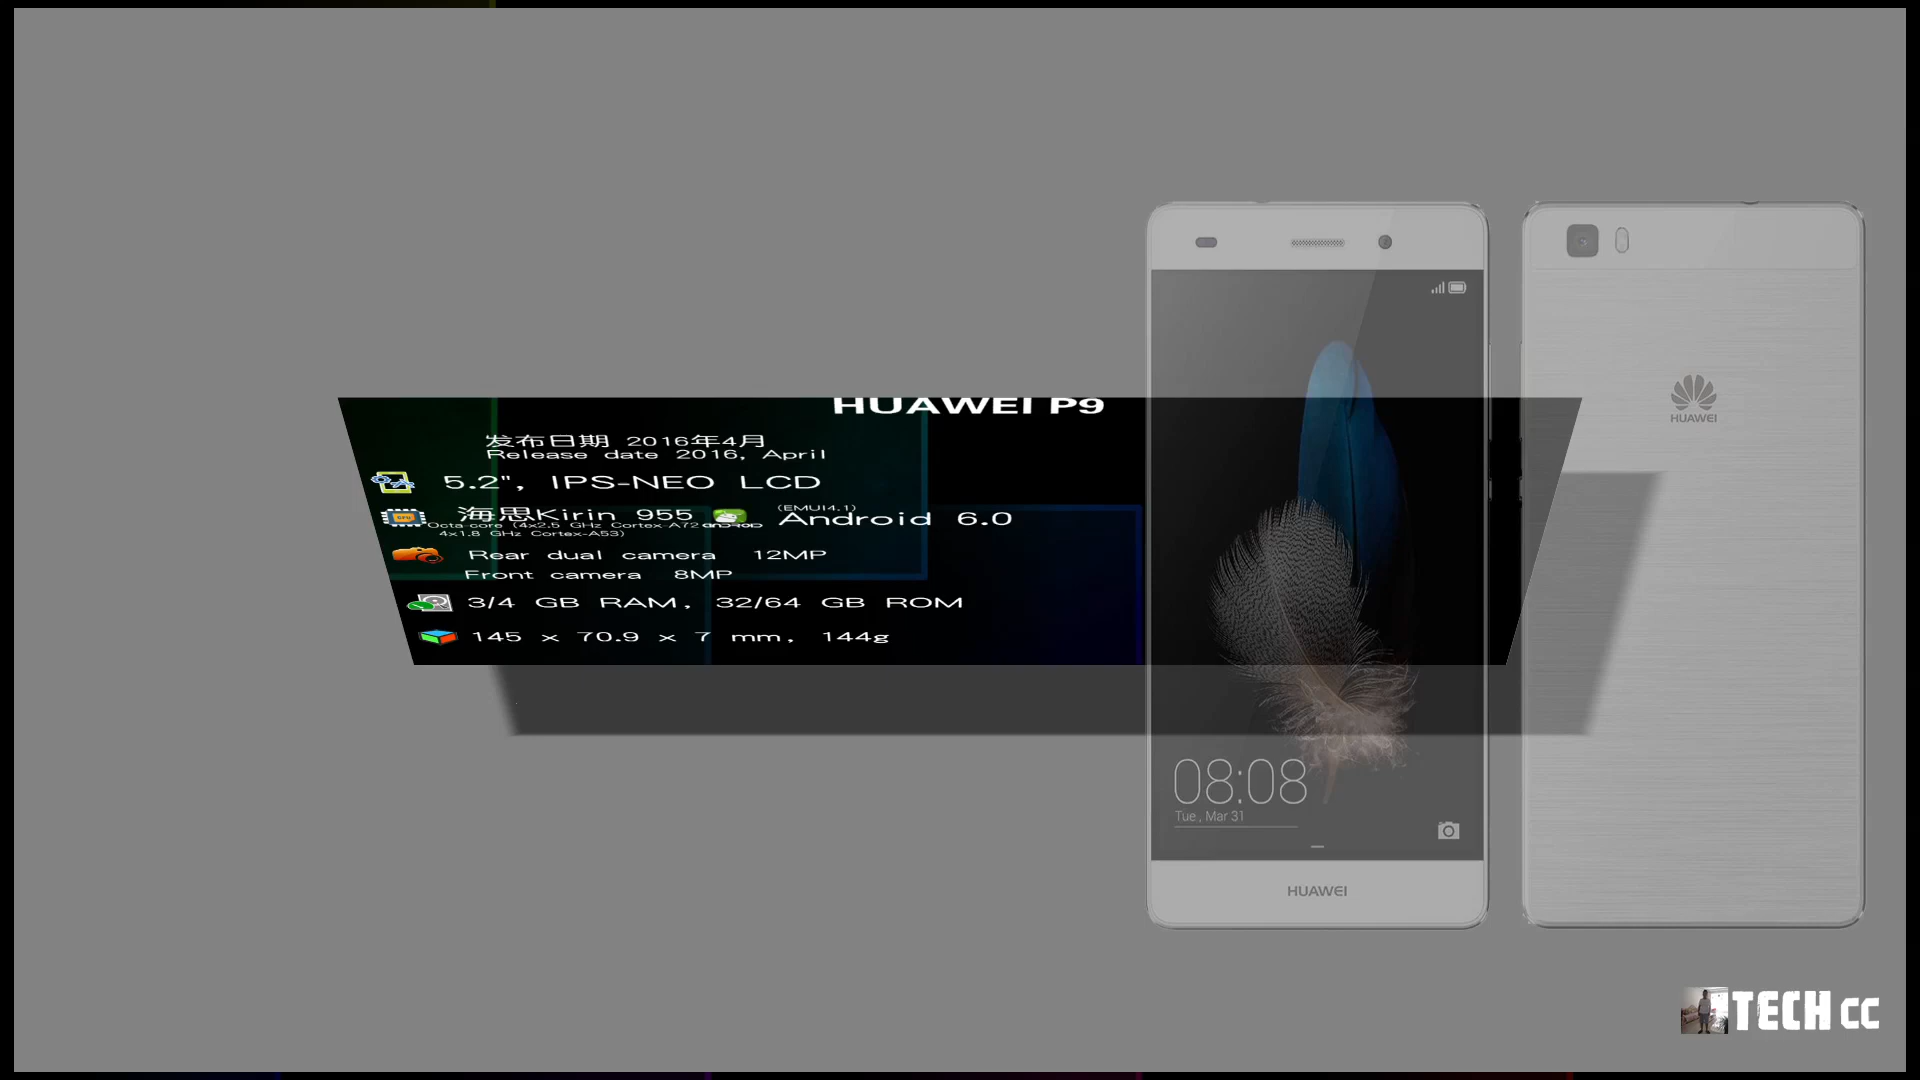 HUAWEI P9
发布日期 2016年4月
Release date 2016, April
5.2", IPS-NEO LCD
海思Kirin 955
Octa-core (4x2.5 GHz Cortex-A72
4x1.8 GHz Cortex-A53)
CPU
ANDROID
(EMUI4.1)
Android 6.0
Rear dual camera 12MP
Front camera 8MP
3/4 GB RAM, 32/64 GB ROM
145 x 70.9 x 7 mm, 144g
08:08
Tue, Mar 31
HUAWEI
HUAWEI
TECH CC